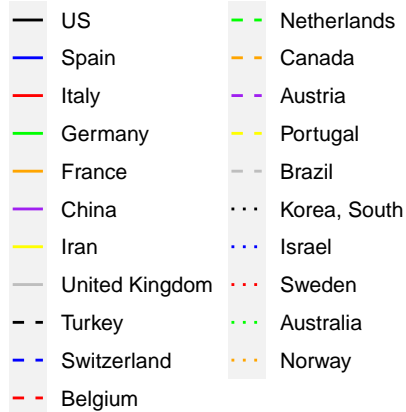 US
Spain
Italy
Germany
France
China
Iran
United Kingdom
Turkey
Switzerland
Belgium
Netherlands
Canada
Austria
Portugal
Brazil
Korea, South
Israel
Sweden
Australia
Norway